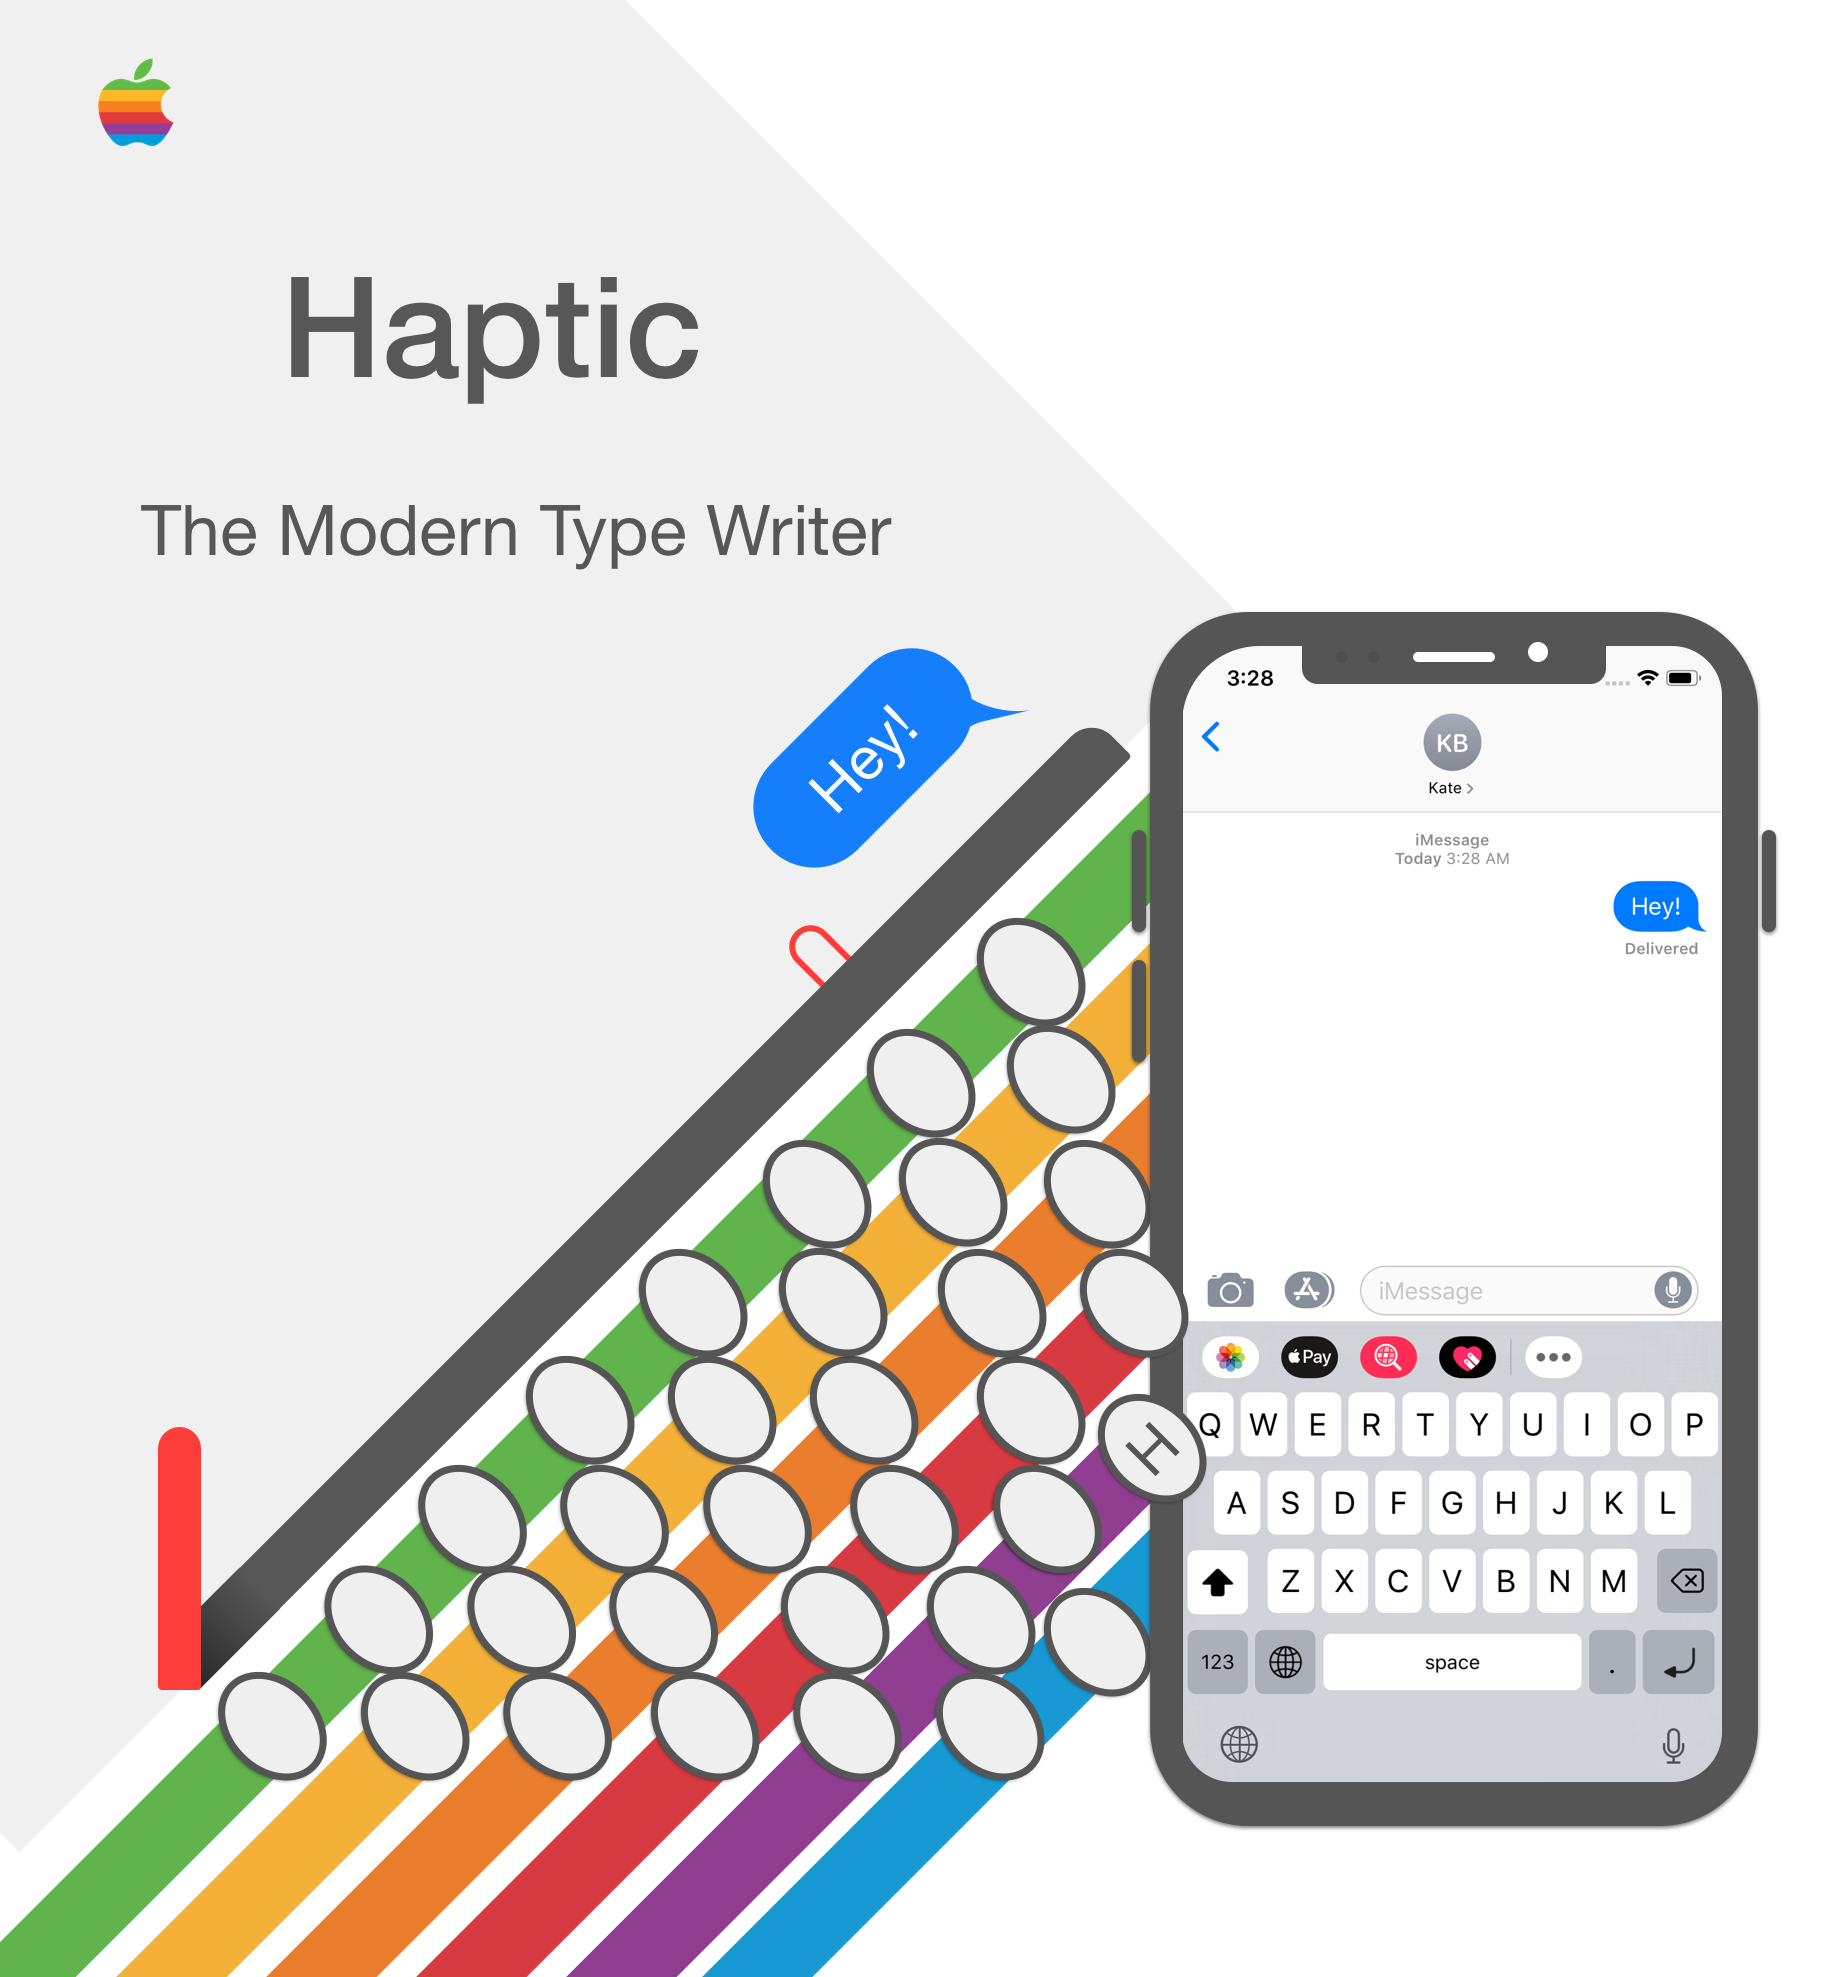 Haptic
The Modern Type Writer
Hey!
3:28
KB
Kate
iMessage
Today 3:28 AM
Hey!
Delivered
iMessage
Pay
H
Q W E R T Y U I O P
A S D F G H J K L
Z X C V B N M
123 space .